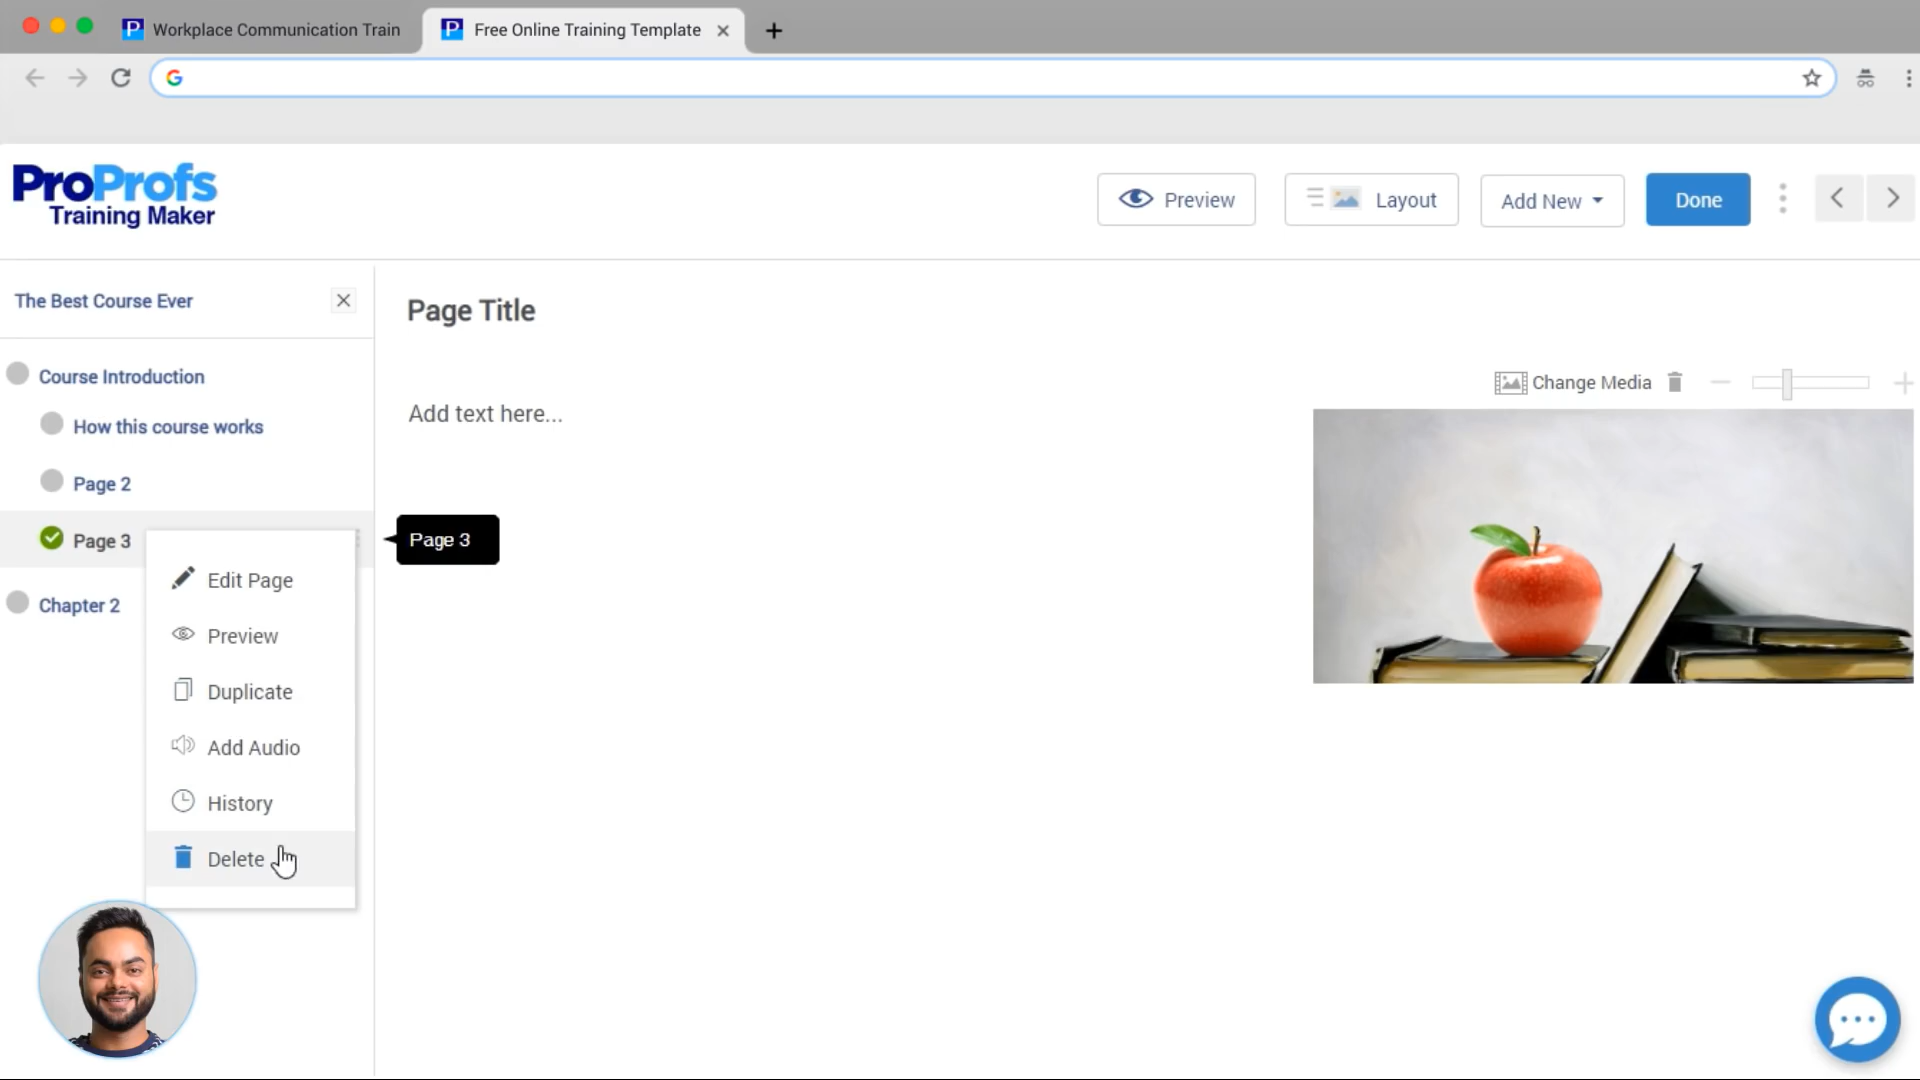 Workplace Communication Train
Free Online Training Template
ProProfs
Training Maker
Preview
Layout
Add New
Done
The Best Course Ever
Page Title
Course Introduction
Change Media
How this course works
Add text here...
Page 2
Page 3
Page 3
Edit Page
Chapter 2
Preview
Duplicate
Add Audio
History
Delete